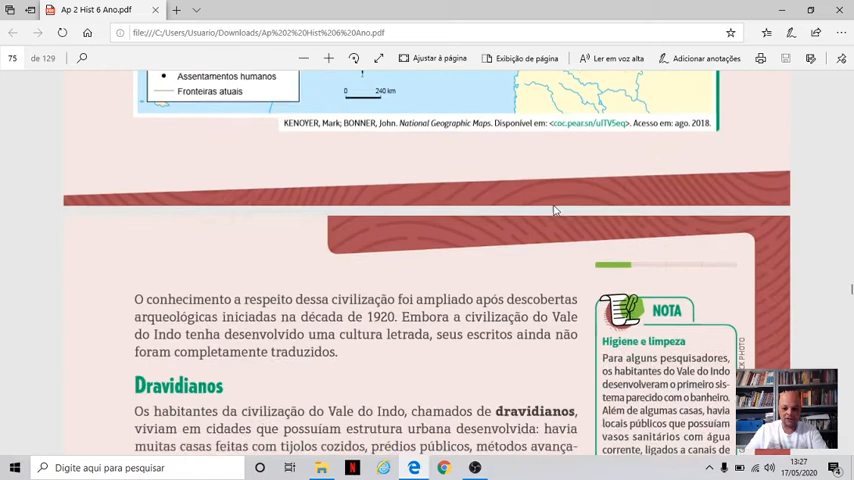 Ap 2 Hist 6 Ano.pdf
file:///C:/Users/Usuario/Downloads/Ap%202%20Hist%206%20Ano.pdf
75 de 129
Ajustar à página
Exibição de página
Ler em voz alta
Adicionar anotações
Assentamentos humanos
Fronteiras atuais
0 240 km
KENOYER, Mark; BONNER, John. National Geographic Maps. Disponível em: <coc.pear.sn/ulTV5eq>. Acesso em: ago. 2018.
O conhecimento a respeito dessa civilização foi ampliado após descobertas
arqueológicas iniciadas na década de 1920. Embora a civilização do Vale
do Indo tenha desenvolvido uma cultura letrada, seus escritos ainda não
foram completamente traduzidos.
Dravidianos
Os habitantes da civilização do Vale do Indo, chamados de dravidianos,
viviam em cidades que possuíam estrutura urbana desenvolvida: havia
muitas casas feitas com tijolos cozidos, prédios públicos, métodos avança-
NOTA
Higiene e limpeza
Para alguns pesquisadores,
os habitantes do Vale do Indo
desenvolveram o primeiro sis-
tema parecido com o banheiro.
Além de algumas casas, havia
locais públicos que possuíam
vasos sanitários com água
corrente, ligados a canais de
CK PHOTO
Digite aqui para pesquisar
13:27
17/05/2020
4